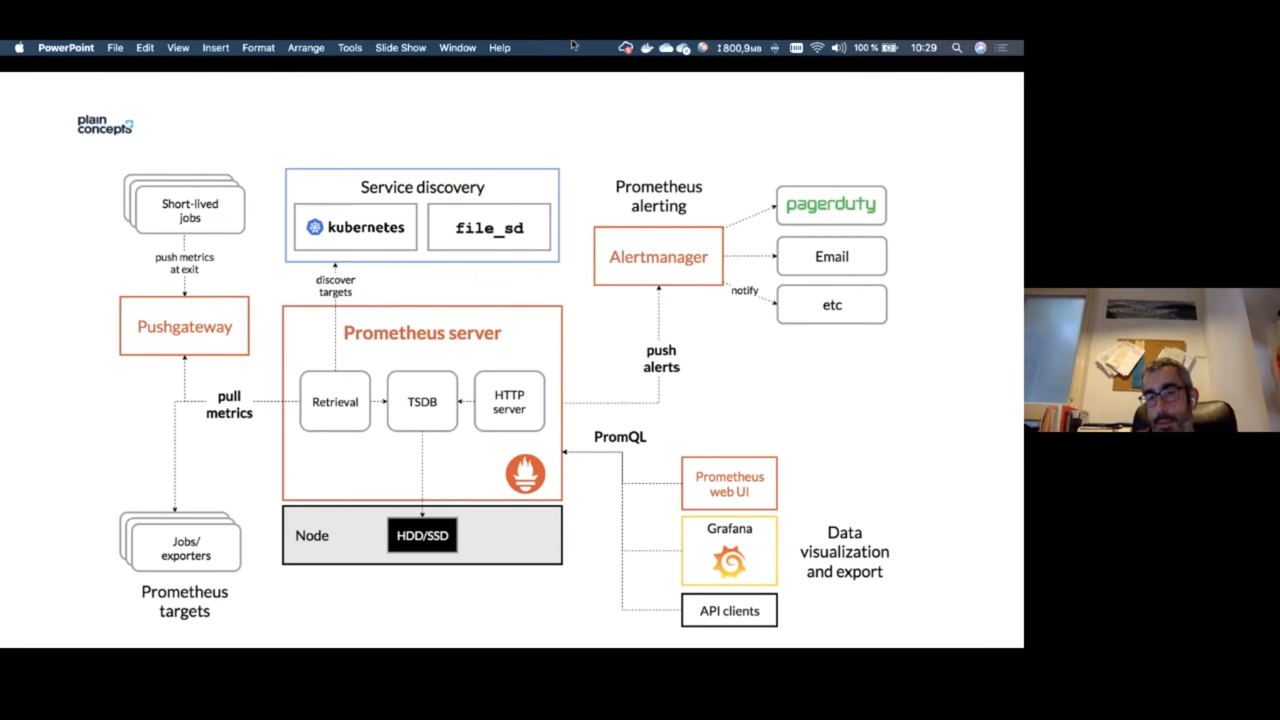 PowerPoint File Edit View Insert Format Arrange Tools Slide Show Window Help
800,9MB 100 % 10:29
plain
concepts
Short-lived
jobs
push metrics
at exit
Pushgateway
pull
metrics
Jobs/
exporters
Prometheus
targets
Service discovery
kubernetes
file_sd
discover
targets
Prometheus server
Retrieval
TSDB
HTTP
server
Node
HDD/SSD
Prometheus
alerting
Alertmanager
pagerduty
Email
notify
etc
push
alerts
PromQL
Prometheus
web UI
Grafana
API clients
Data
visualization
and export